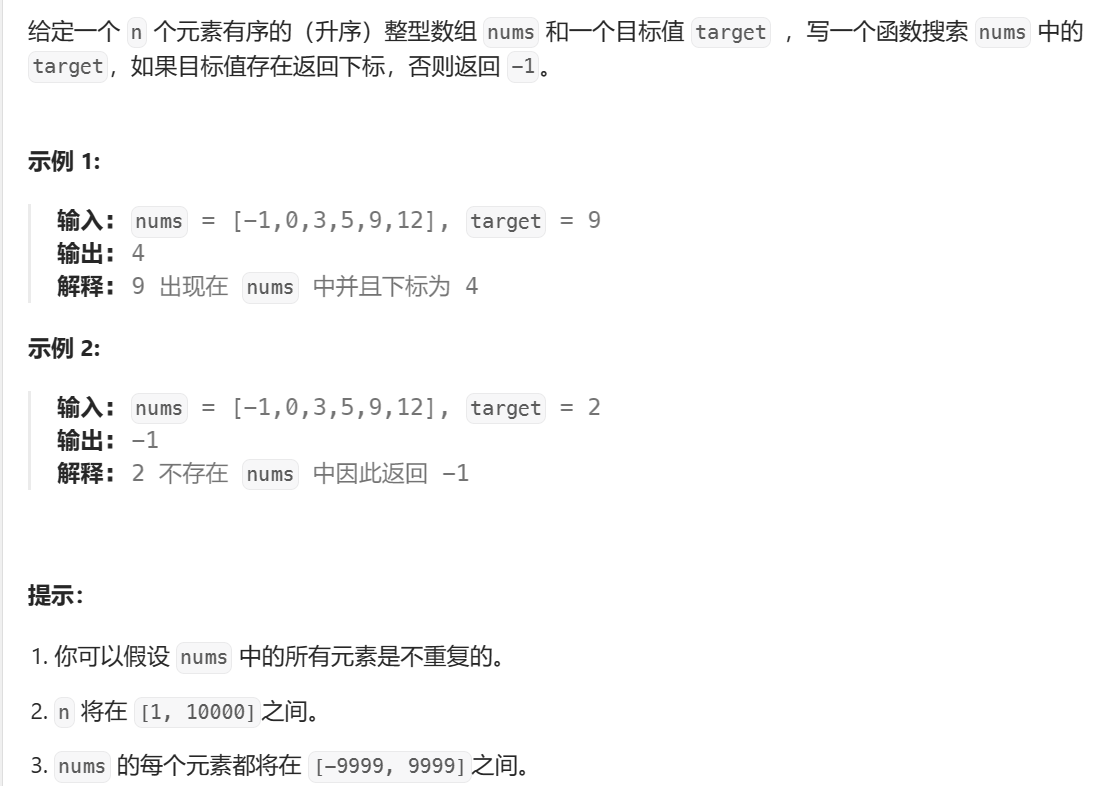 给定一个 n 个元素有序的（升序）整型数组 nums 和一个目标值 target ，写一个函数搜索 nums 中的
target，如果目标值存在返回下标，否则返回 -1。
示例 1:
输入: nums = [-1,0,3,5,9,12], target = 9
输出: 4
解释: 9 出现在 nums 中并且下标为 4
示例 2:
输入: nums = [-1,0,3,5,9,12], target = 2
输出: -1
解释: 2 不存在 nums 中因此返回 -1
提示：
1. 你可以假设 nums 中的所有元素是不重复的。
2. n 将在 [1, 10000]之间。
3. nums 的每个元素都将在 [-9999, 9999]之间。